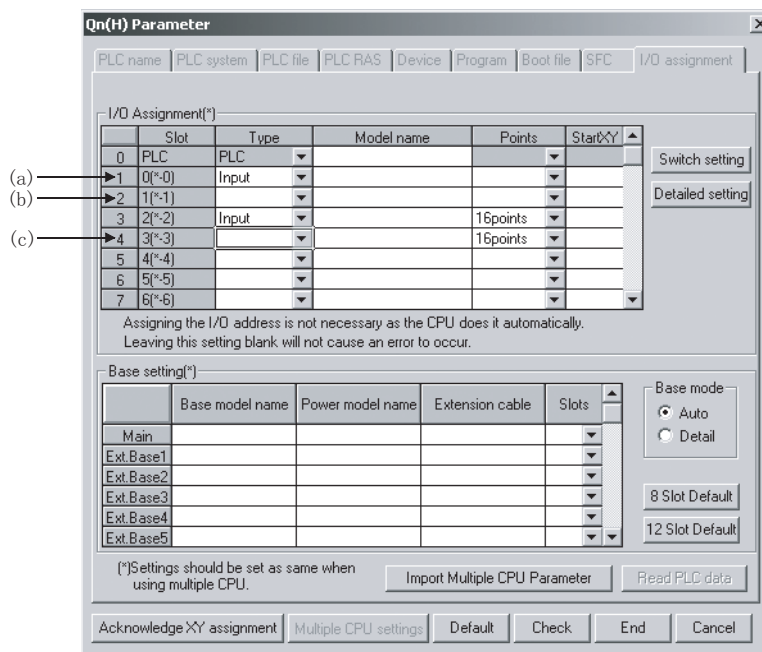 Qn(H) Parameter
PLC name PLC system PLC file PLC RAS Device Program Boot file SFC I/O assignment
I/O Assignment(*)
Slot Type Model name Points StartXY
0 PLC PLC
(a) 1 0(*-0) Input
(b) 2 1(*-1)
3 2(*-2) Input 16points
(c) 4 3(*-3) 16points
5 4(*-4)
6 5(*-5)
7 6(*-6)
Switch setting
Detailed setting
Assigning the I/O address is not necessary as the CPU does it automatically.
Leaving this setting blank will not cause an error to occur.
Base setting(*)
Base model name Power model name Extension cable Slots
Main
Ext.Base1
Ext.Base2
Ext.Base3
Ext.Base4
Ext.Base5
Base mode
Auto
Detail
8 Slot Default
12 Slot Default
(*)Settings should be set as same when
using multiple CPU.
Import Multiple CPU Parameter Read PLC data
Acknowledge XY assignment Multiple CPU settings Default Check End Cancel